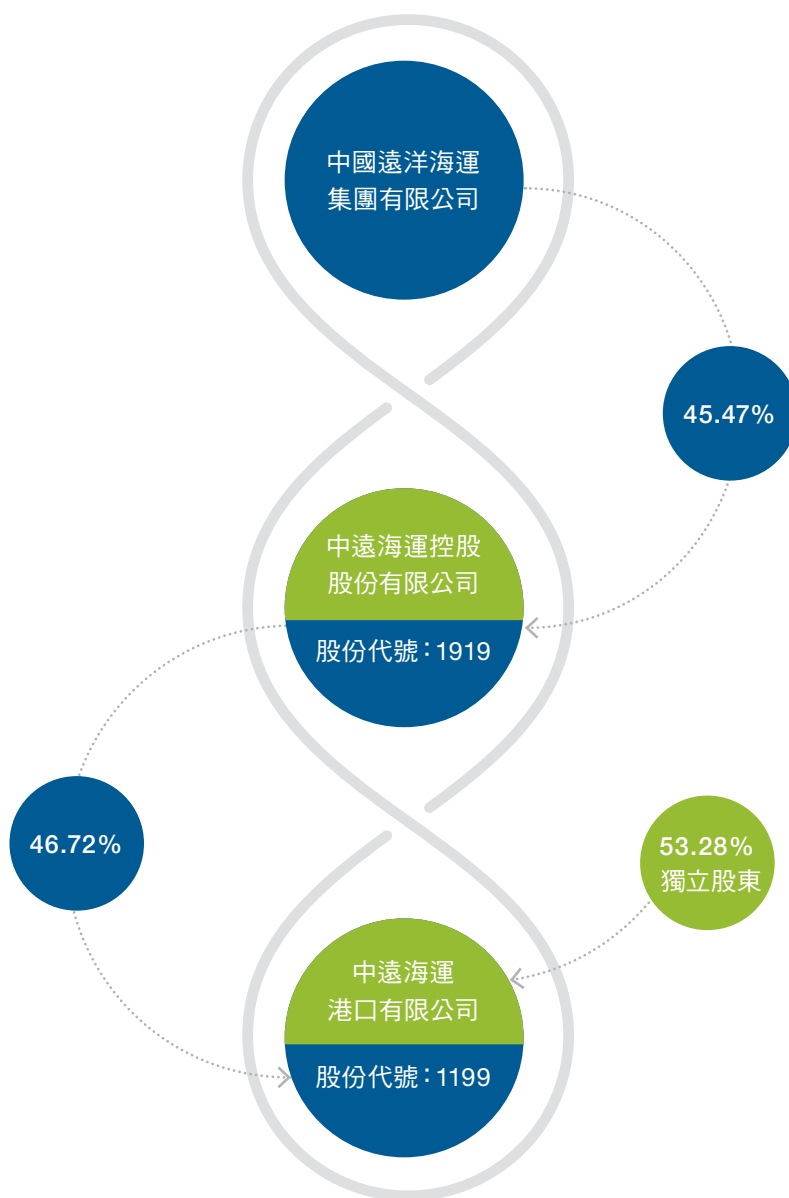 中國遠洋海運
集團有限公司
45.47%
中遠海運控股
股份有限公司
股份代號：1919
46.72%
53.28%
獨立股東
中遠海運
港口有限公司
股份代號：1199